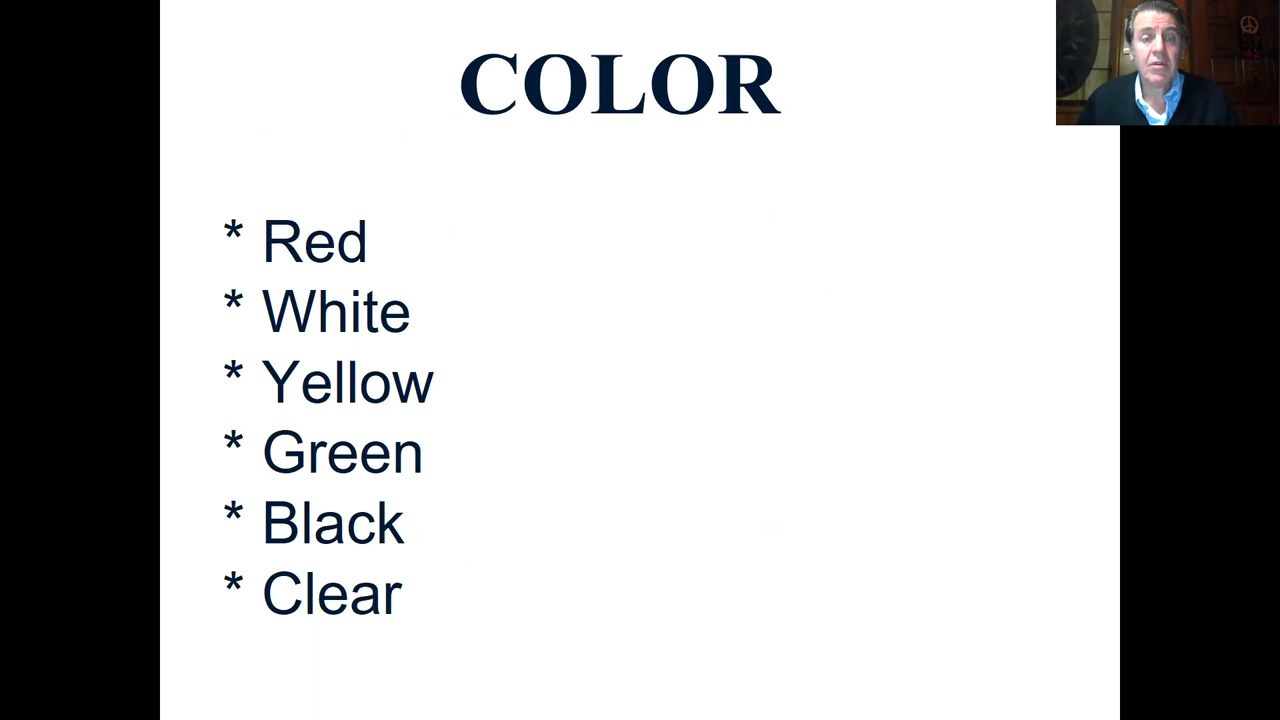 COLOR
* Red
* White
* Yellow
* Green
* Black
* Clear